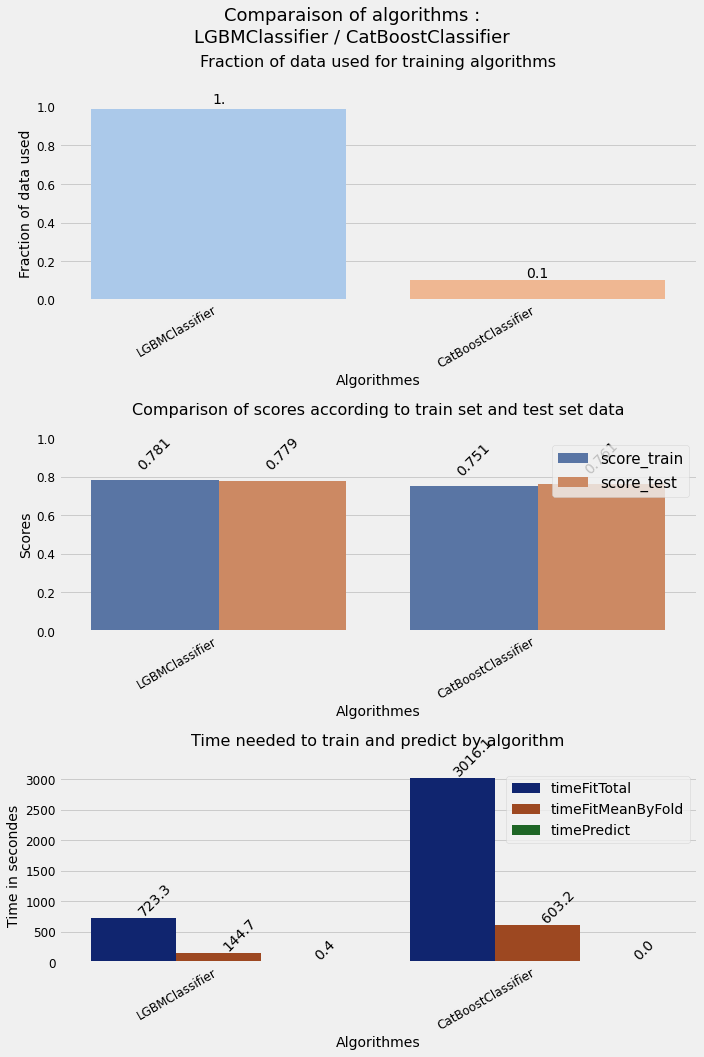 Comparaison of algorithms :
LGBMClassifier / CatBoostClassifier
Fraction of data used for training algorithms
1.
0.1
1.0
0.8
0.6
0.4
0.2
0.0
Fraction of data used
LGBMClassifier
CatBoostClassifier
Algorithmes
Comparison of scores according to train set and test set data
0.781
0.779
0.751
0.761
score_train
score_test
1.0
0.8
0.6
0.4
0.2
0.0
Scores
LGBMClassifier
CatBoostClassifier
Algorithmes
Time needed to train and predict by algorithm
3016.1
timeFitTotal
timeFitMeanByFold
timePredict
723.3
144.7
0.4
603.2
0.0
3000
2500
2000
1500
1000
500
0
Time in secondes
LGBMClassifier
CatBoostClassifier
Algorithmes